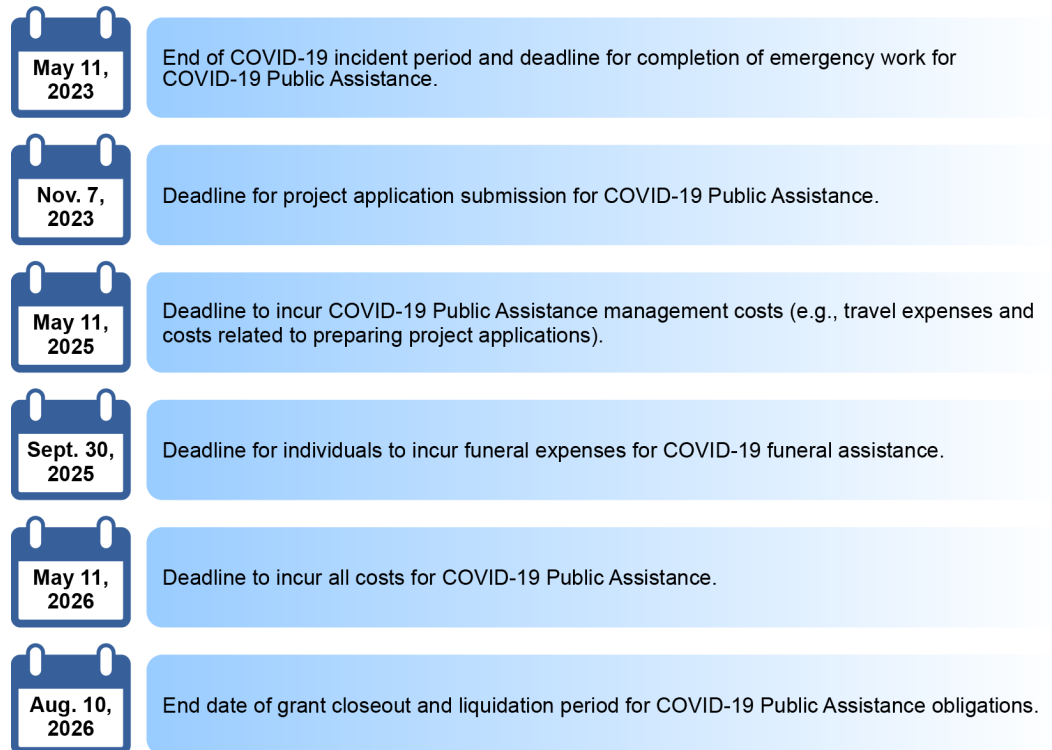 May 11,
2023
End of COVID-19 incident period and deadline for completion of emergency work for
COVID-19 Public Assistance.
Nov. 7,
2023
Deadline for project application submission for COVID-19 Public Assistance.
May 11,
2025
Deadline to incur COVID-19 Public Assistance management costs (e.g., travel expenses and
costs related to preparing project applications).
Sept. 30,
2025
Deadline for individuals to incur funeral expenses for COVID-19 funeral assistance.
May 11,
2026
Deadline to incur all costs for COVID-19 Public Assistance.
Aug. 10,
2026
End date of grant closeout and liquidation period for COVID-19 Public Assistance obligations.